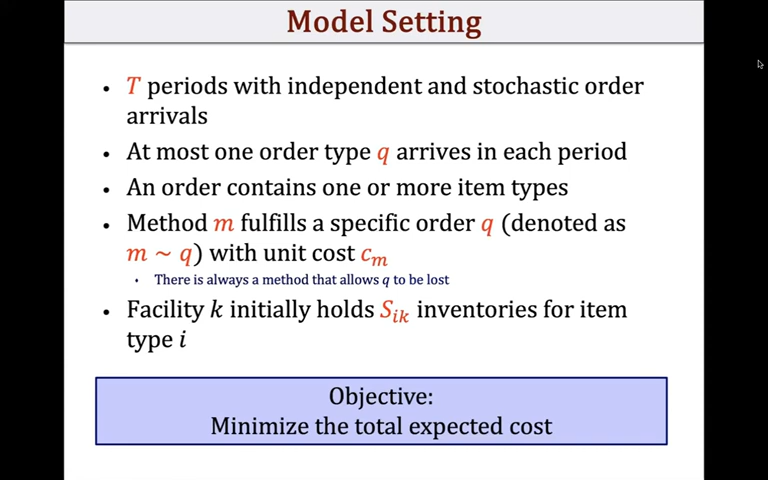 Model Setting
• T periods with independent and stochastic order
arrivals
• At most one order type q arrives in each period
• An order contains one or more item types
• Method m fulfills a specific order q (denoted as
m ~ q) with unit cost cₘ
• There is always a method that allows q to be lost
• Facility k initially holds Sᵢₖ inventories for item
type i
Objective:
Minimize the total expected cost